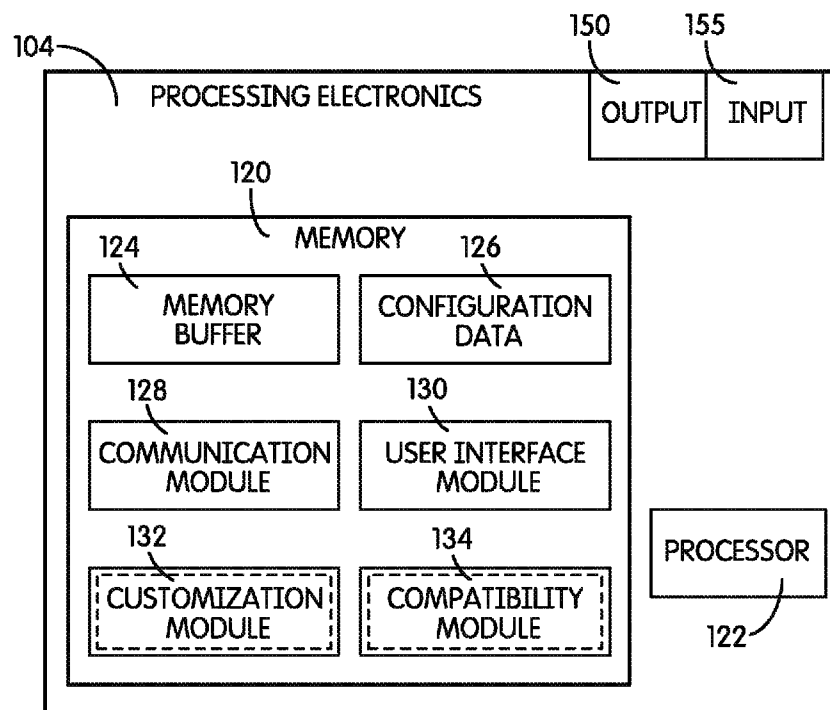 150
155
104
PROCESSING ELECTRONICS
OUTPUT
INPUT
120
MEMORY
124
126
MEMORY
BUFFER
CONFIGURATION
DATA
128
130
COMMUNICATION
MODULE
USER INTERFACE
MODULE
132
134
CUSTOMIZATION
MODULE
COMPATIBILITY
MODULE
PROCESSOR
122